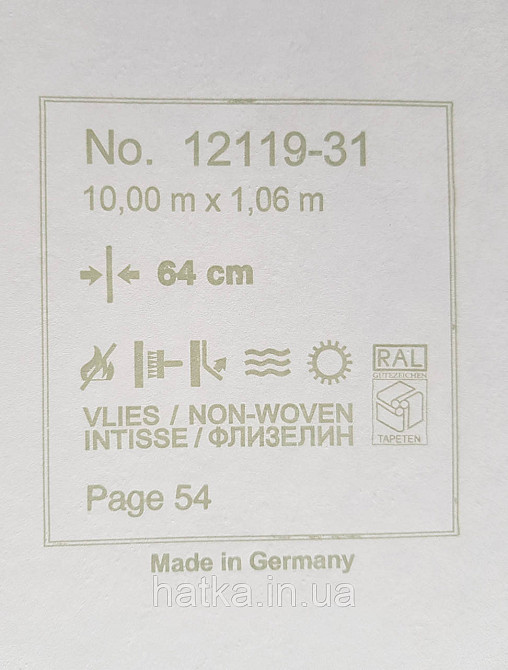 No. 12119-31
10,00 m x 1,06 m
64 cm
RAL
GÜTEZEICHEN
TAPETEN
VLIES / NON-WOVEN
INTISSE / ФЛИЗЕЛИН
Page 54
Made in Germany
hatka.in.ua